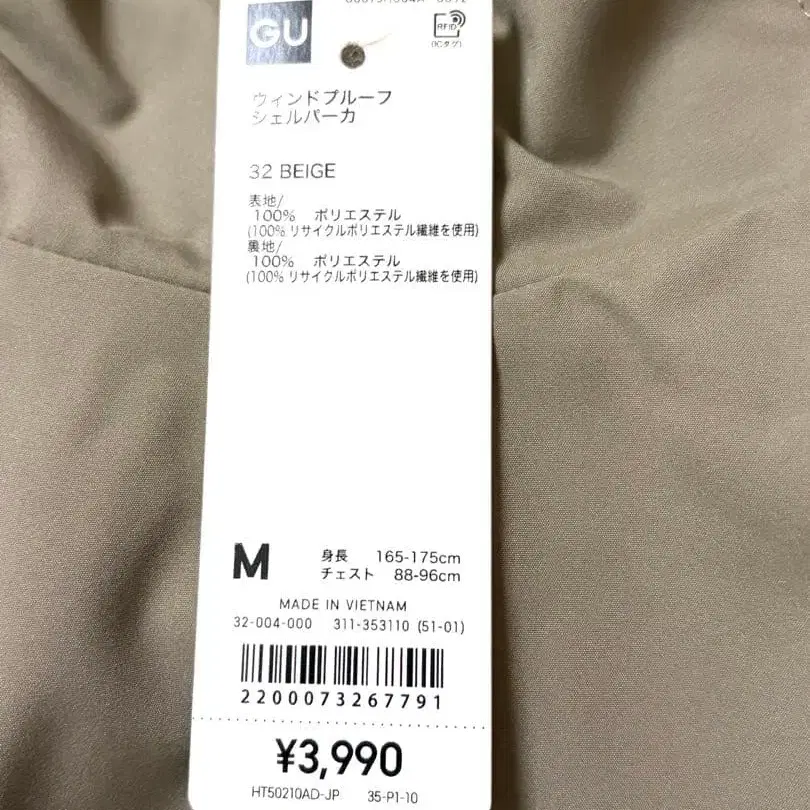 GU
RFID
(ICタグ)
ウィンドプルーフ
シェルパーカ
32 BEIGE
表地/
100% ポリエステル
(100% リサイクルポリエステル繊維を使用)
裏地/
100% ポリエステル
(100% リサイクルポリエステル繊維を使用)
M 身長 165-175cm
チェスト 88-96cm
MADE IN VIETNAM
32-004-000 311-353110 (51-01)
2200073267791
¥3,990
HT50210AD-JP 35-P1-10